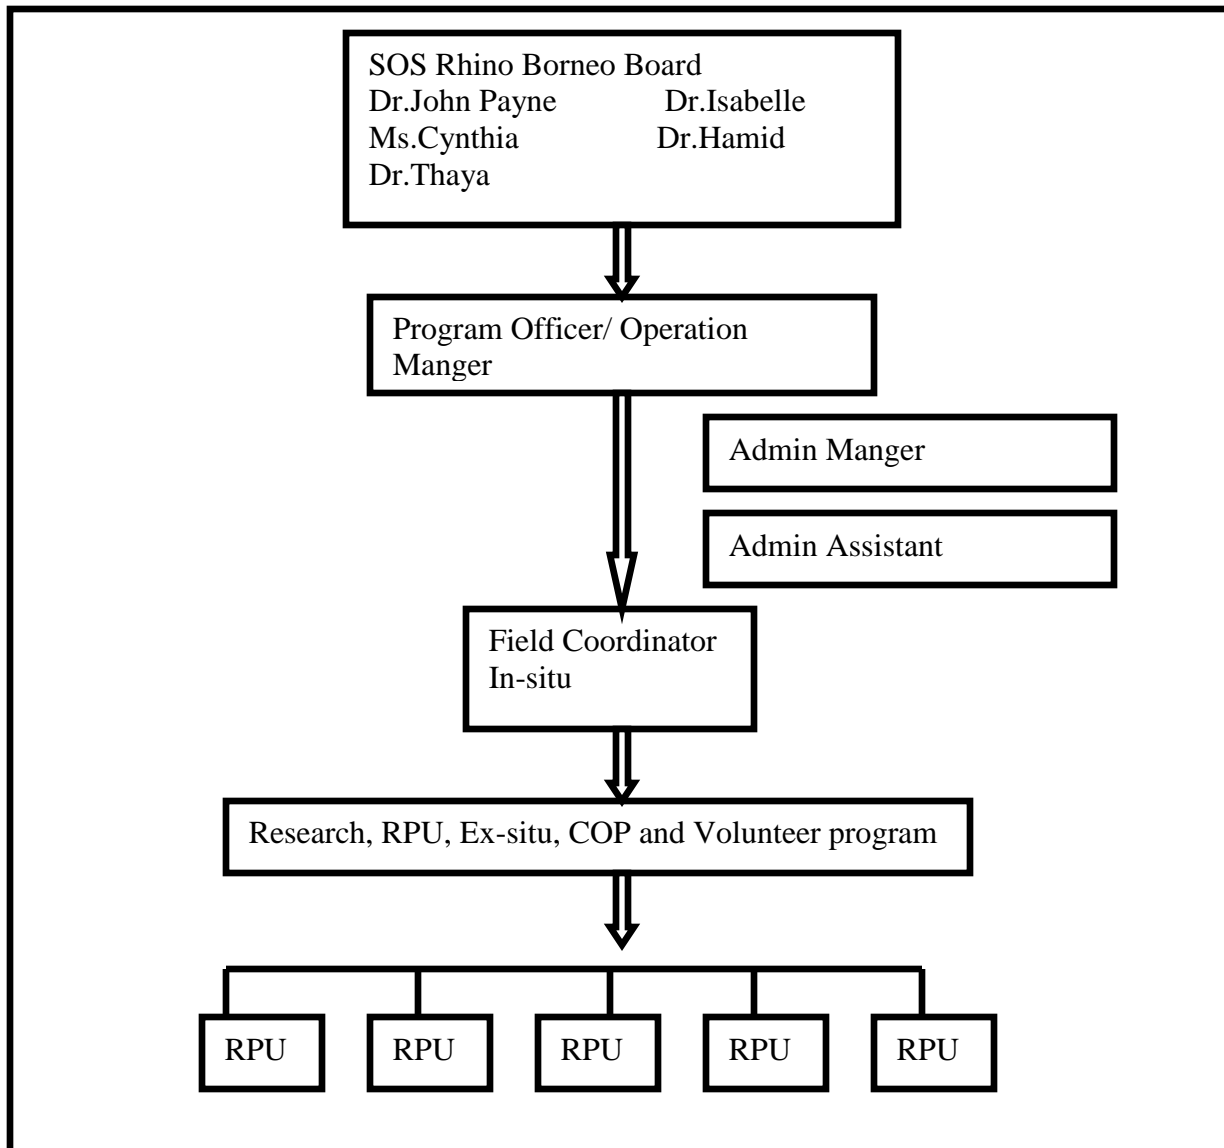 SOS Rhino Borneo Board
Dr.John Payne Dr.Isabelle
Ms.Cynthia Dr.Hamid
Dr.Thaya
Program Officer/ Operation
Manger
Admin Manger
Admin Assistant
Field Coordinator
In-situ
Research, RPU, Ex-situ, COP and Volunteer program
RPU RPU RPU RPU RPU